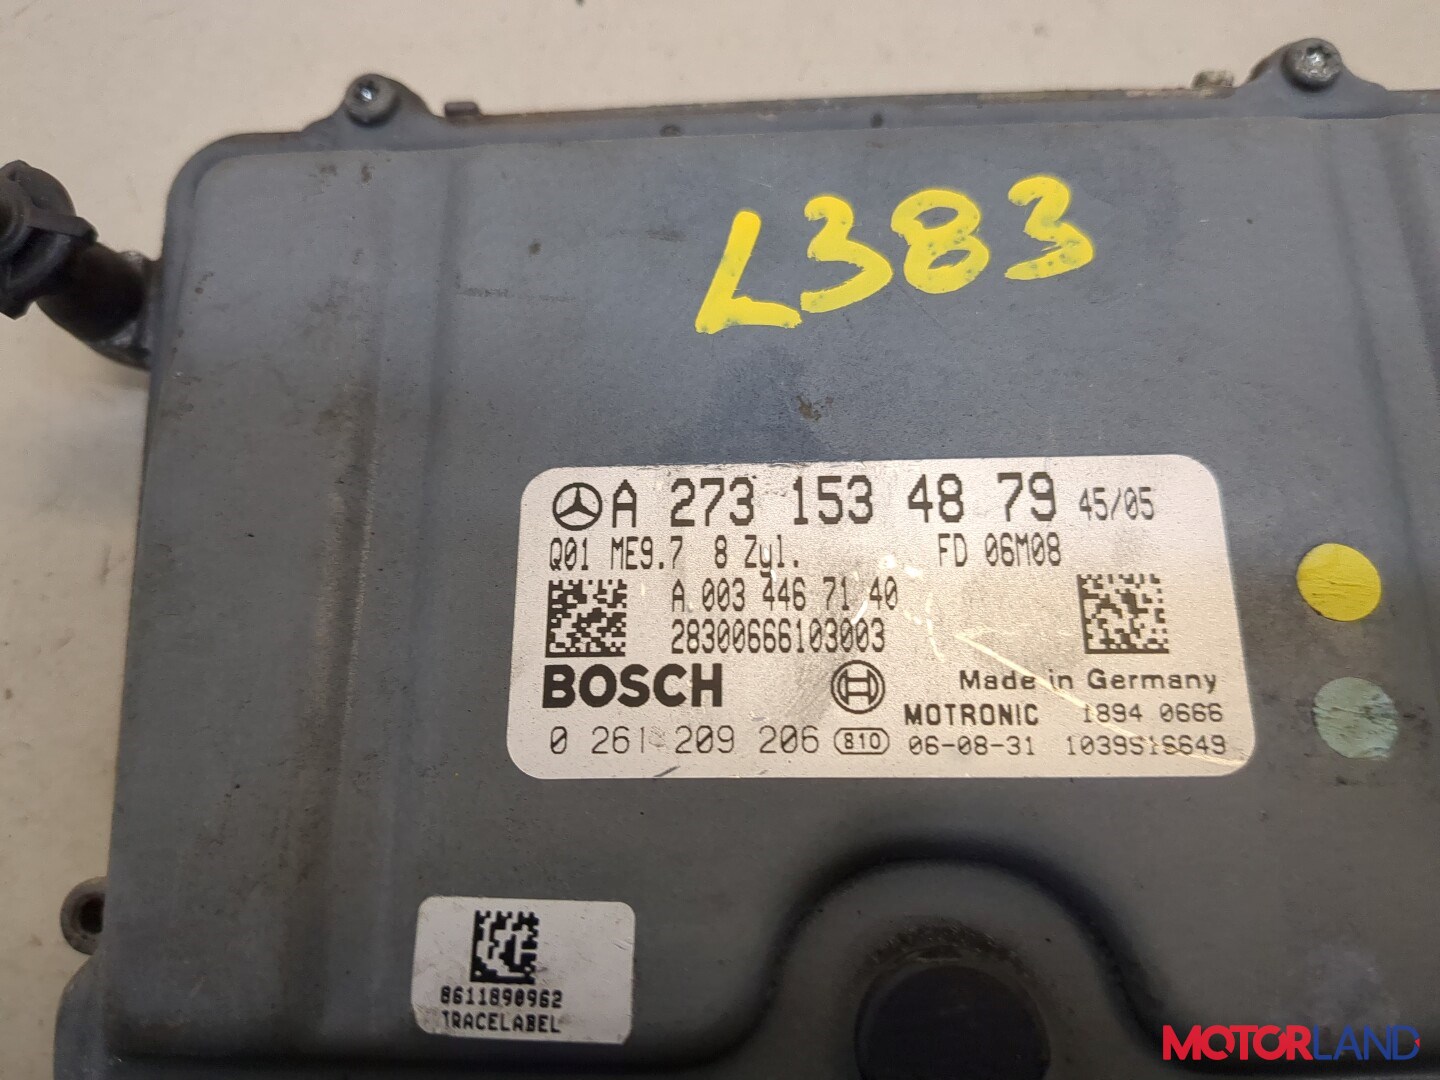 L383
A 273 153 48 79 45/05
Q01 ME9.7 8 Zyl. FD 06M08
A 003 446 71 40
28300666103003
BOSCH
Made in Germany
MOTRONIC 1894 0666
0 261 209 206 810 06-08-31 1039S16649
8611890962
TRACELABEL
MOTORLAND